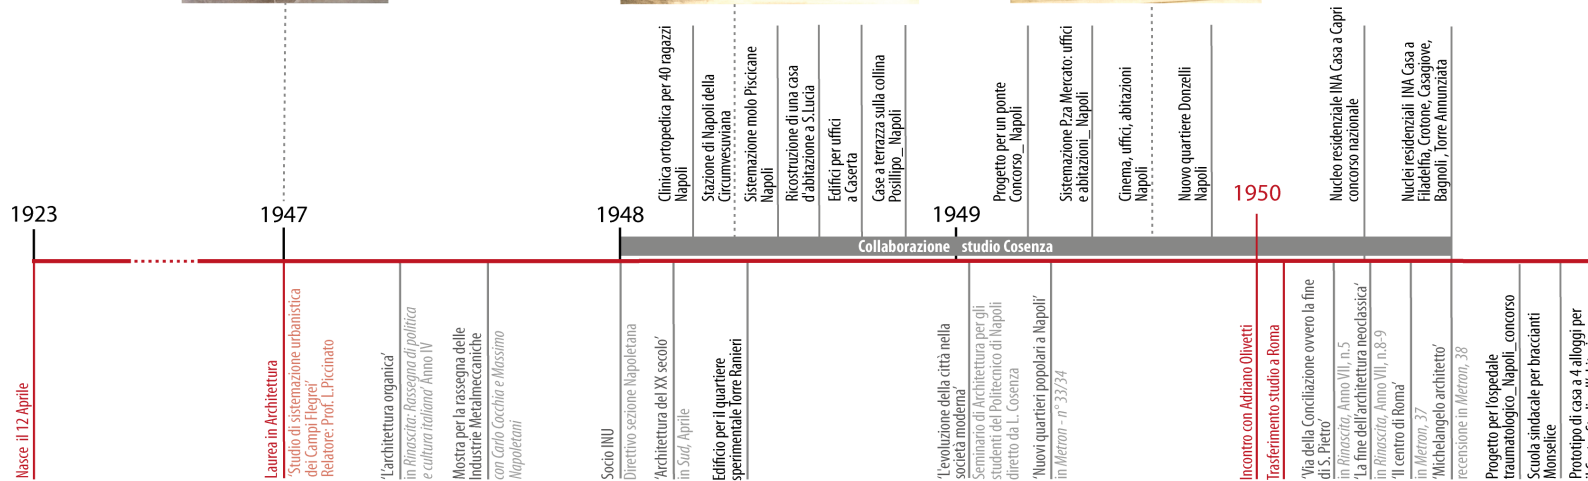 Clinica ortopedica per 40 ragazzi
Napoli
Stazione di Napoli della
Circumvesuviana
Sistemazione molo Piscicane
Napoli
Ricostruzione di una casa
d'abitazione a S.Lucia
Edifici per uffici
a Caserta
Case a terrazza sulla collina
Posillipo_ Napoli
Progetto per un ponte
Concorso_ Napoli
Sistemazione P.za Mercato: uffici
e abitazioni_ Napoli
Cinema, uffici, abitazioni
Napoli
Nuovo quartiere Donzelli
Napoli
Nucleo residenziale INA Casa a Capri
concorso nazionale
Nuclei residenziali INA Casa a
Filadelfia, Crotone, Casagiove,
Bagnoli , Torre Annunziata
1923
1947
1948
1949
1950
Collaborazione_ studio Cosenza
Nasce il 12 Aprile
Laurea in Architettura
'Studio di sistemazione urbanistica
dei Campi Flegrei'
Relatore: Prof. L.Piccinato
'L'architettura organica'
in Rinascita: Rassegna di politica
e cultura italiana' Anno IV
Mostra per la rassegna delle
Industrie Metalmeccaniche
con Carlo Cocchia e Massimo
Napoletani
Socio INU
Direttivo sezione Napoletana
'Architettura del XX secolo'
in Sud, Aprile
Edificio per il quartiere
sperimentale Torre Ranieri
'L'evoluzione della città nella
società moderna'
Seminario di Architettura per gli
studenti del Politecnico di Napoli
diretto da L. Cosenza
'Nuovi quartieri popolari a Napoli'
in Metron - n° 33/34
Incontro con Adriano Olivetti
Trasferimento studio a Roma
'Via della Conciliazione ovvero la fine
di S. Pietro'
in Rinascita, Anno VII, n.5
'La fine dell'architettura neoclassica'
in Rinascita, Anno VII, n.8-9
'Il centro di Roma'
in Metron, 37
'Michelangelo architetto'
recensione in Metron, 38
Progetto per l'ospedale
traumatologico_Napoli_concorso
Scuola sindacale per braccianti
Monselice
Prototipo di casa a 4 alloggi per